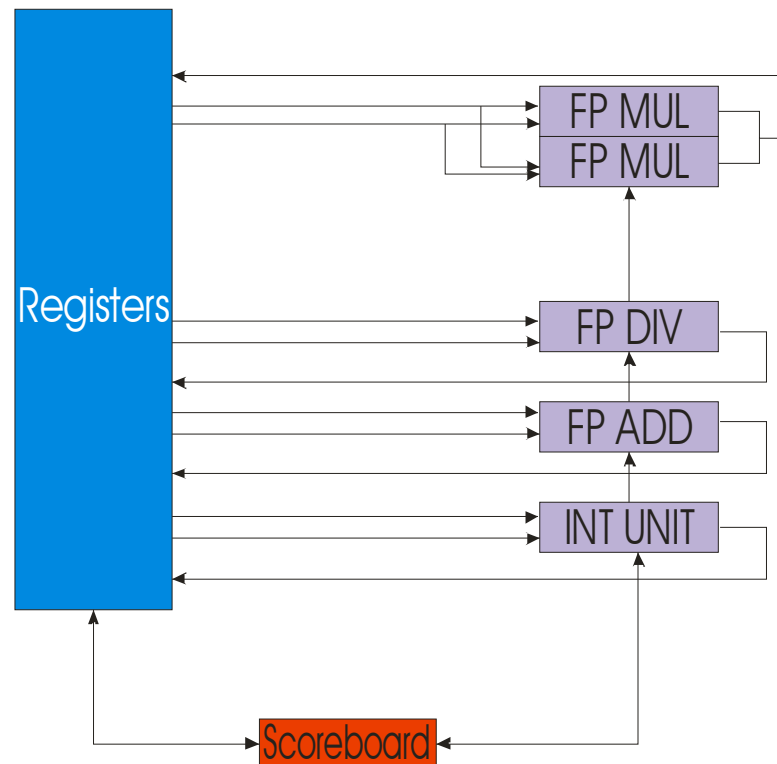 FP MUL
FP MUL
Registers
FP DIV
FP ADD
INT UNIT
Scoreboard